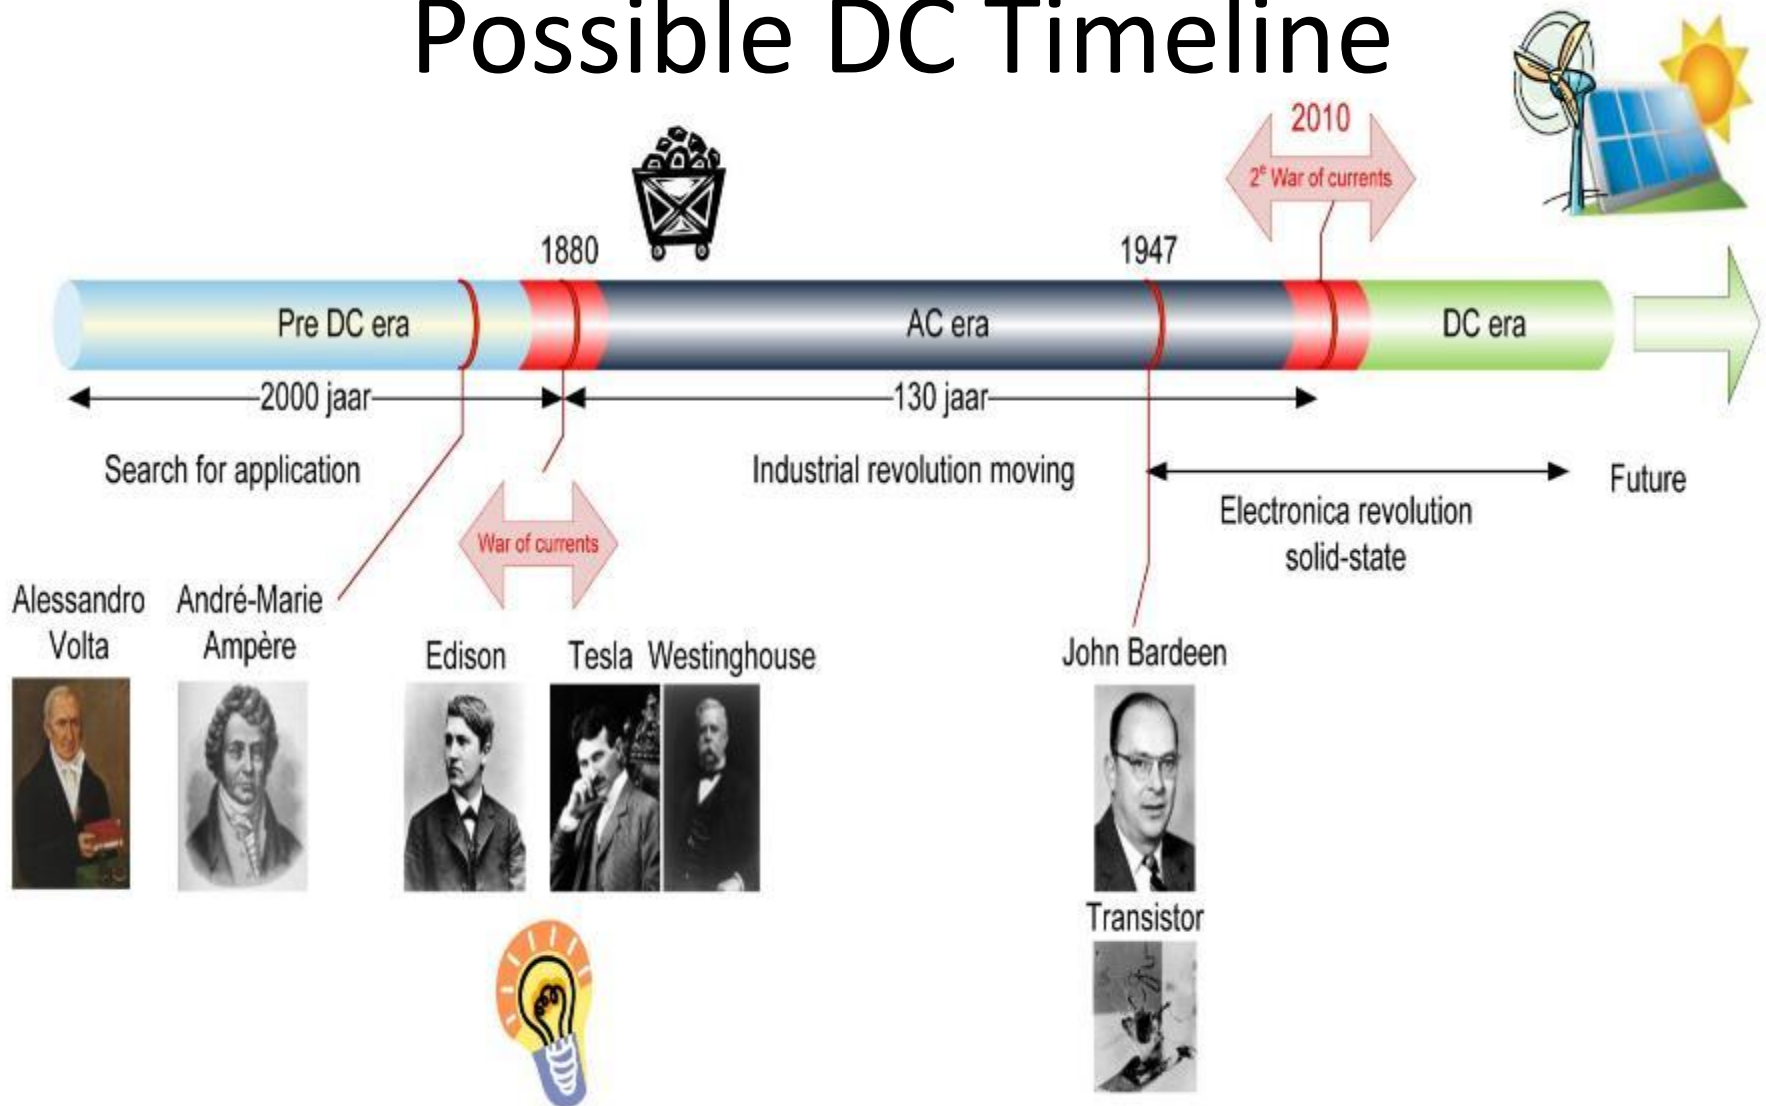 Possible DC Timeline
2010
2e War of currents
1880
1947
Pre DC era
AC era
DC era
2000 jaar
130 jaar
Search for application
Industrial revolution moving
Future
Electronica revolution
solid-state
War of currents
Alessandro
Volta
André-Marie
Ampère
Edison
Tesla
Westinghouse
John Bardeen
Transistor